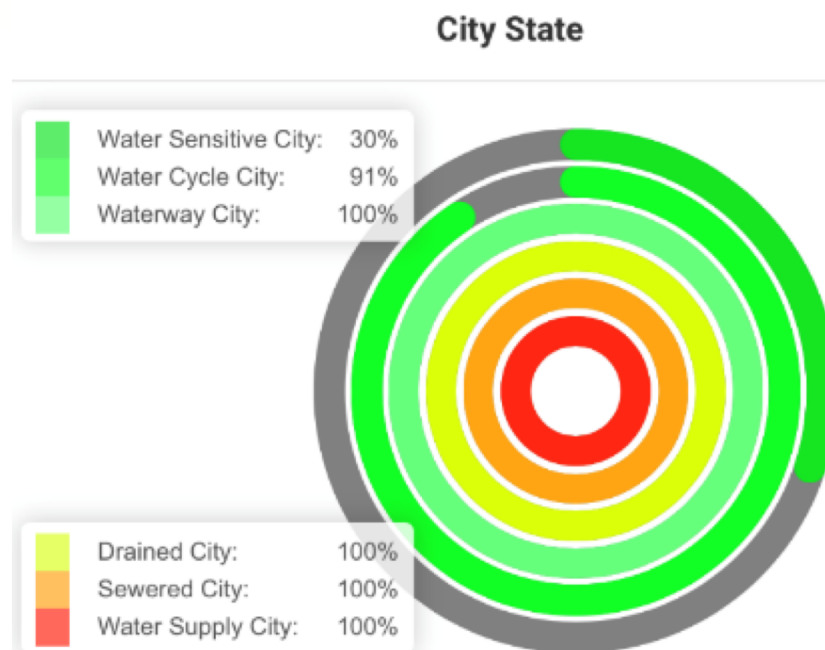 City State
Water Sensitive City: 30%
Water Cycle City: 91%
Waterway City: 100%
Drained City: 100%
Sewered City: 100%
Water Supply City: 100%